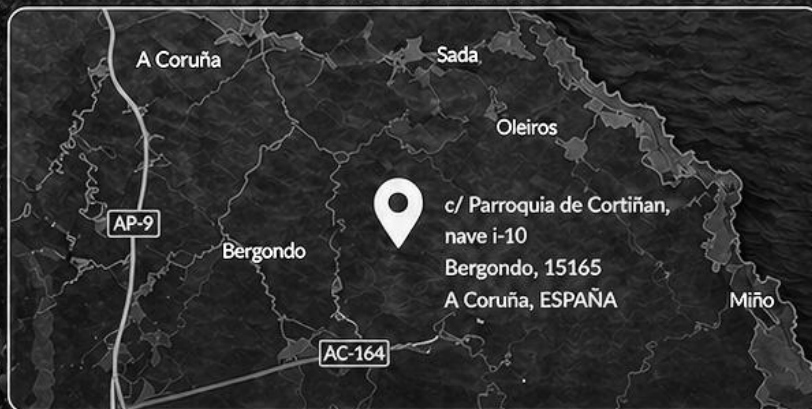 A Coruña
Sada
Oleiros
AP-9
Bergondo
c/ Parroquia de Cortiñan,
nave i-10
Bergondo, 15165
A Coruña, ESPAÑA
Miño
AC-164